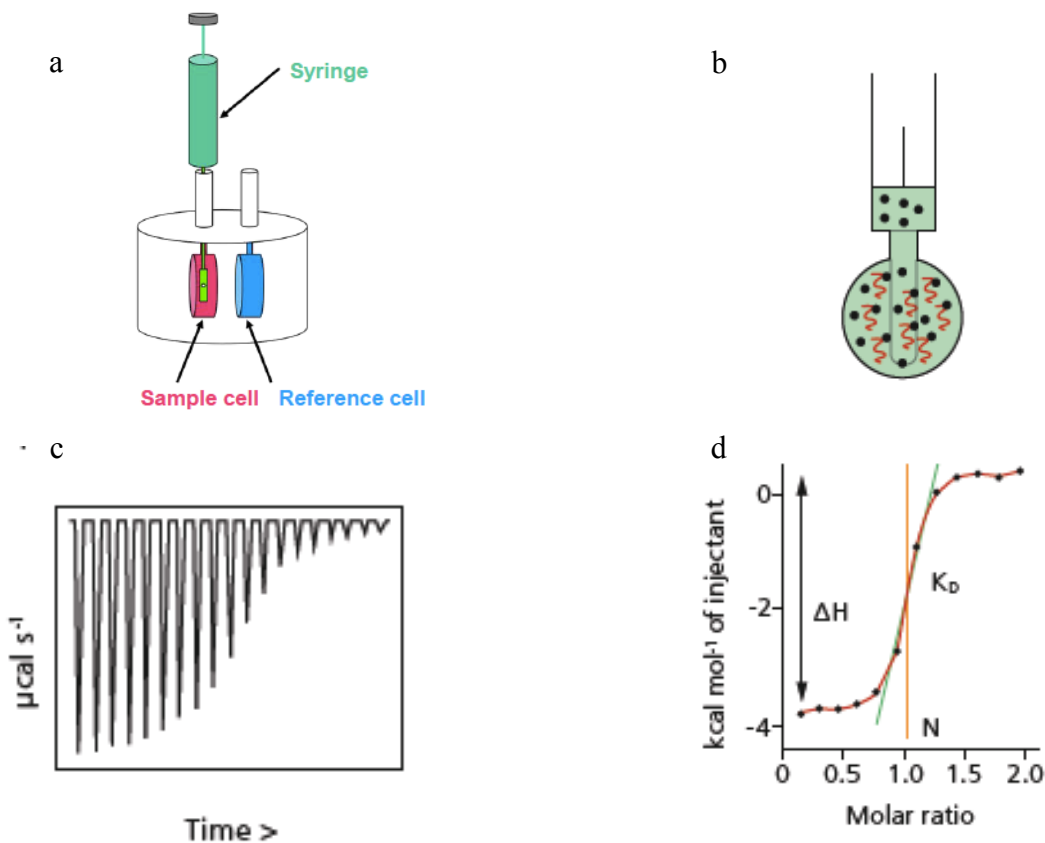 a
Syringe
Sample cell
Reference cell
b
c
µcal s⁻¹
Time >
d
kcal mol⁻¹ of injectant
0
-2
-4
ΔH
K_D
N
0
0.5
1.0
1.5
2.0
Molar ratio